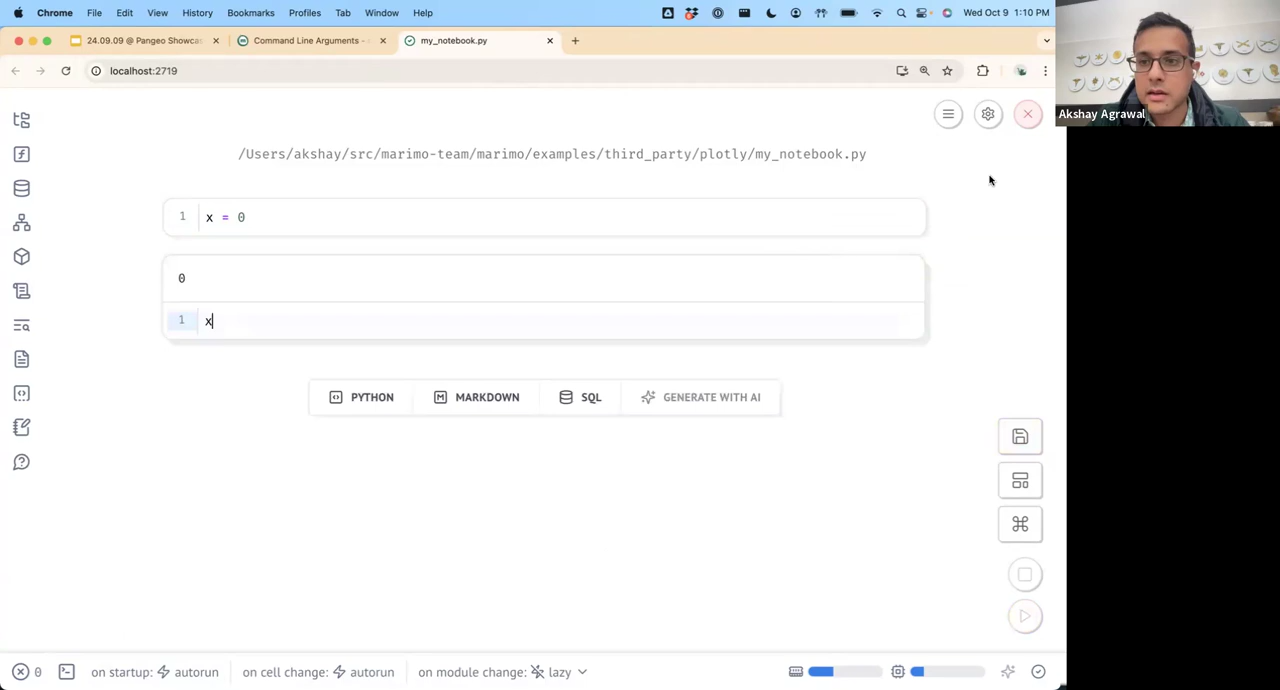 Chrome File Edit View History Bookmarks Profiles Tab Window Help Wed Oct 9 1:10 PM
24.09.09 @ Pangeo Showca
Command Line Arguments -
my_notebook.py
localhost:2719
Akshay Agrawal
/Users/akshay/src/marimo-team/marimo/examples/third_party/plotly/my_notebook.py
1 x = 0
0
1 x
PYTHON MARKDOWN SQL GENERATE WITH AI
0 on startup: autorun on cell change: autorun on module change: lazy